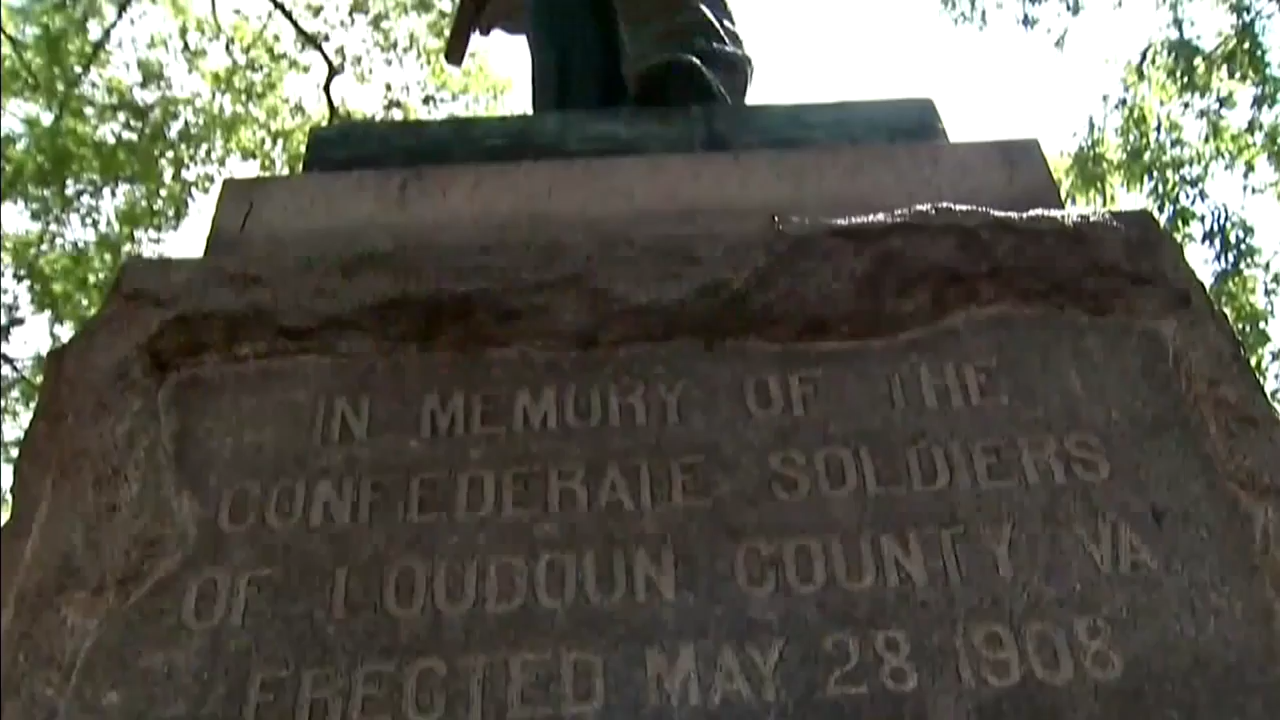 IN MEMORY OF THE
CONFEDERATE SOLDIERS
OF LOUDOUN COUNTY VA
ERECTED MAY 28 1908